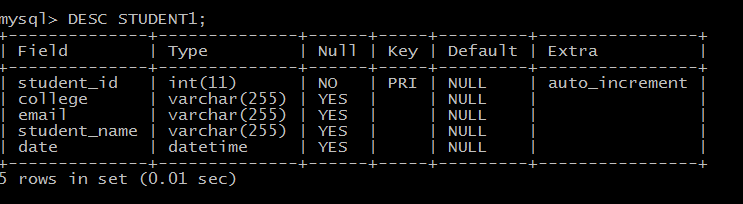 mysql> DESC STUDENT1;
+--------------+--------------+------+-----+---------+----------------+
| Field        | Type         | Null | Key | Default | Extra          |
+--------------+--------------+------+-----+---------+----------------+
| student_id   | int(11)      | NO   | PRI | NULL    | auto_increment |
| college      | varchar(255) | YES  |     | NULL    |                |
| email        | varchar(255) | YES  |     | NULL    |                |
| student_name | varchar(255) | YES  |     | NULL    |                |
| date         | datetime     | YES  |     | NULL    |                |
+--------------+--------------+------+-----+---------+----------------+
5 rows in set (0.01 sec)